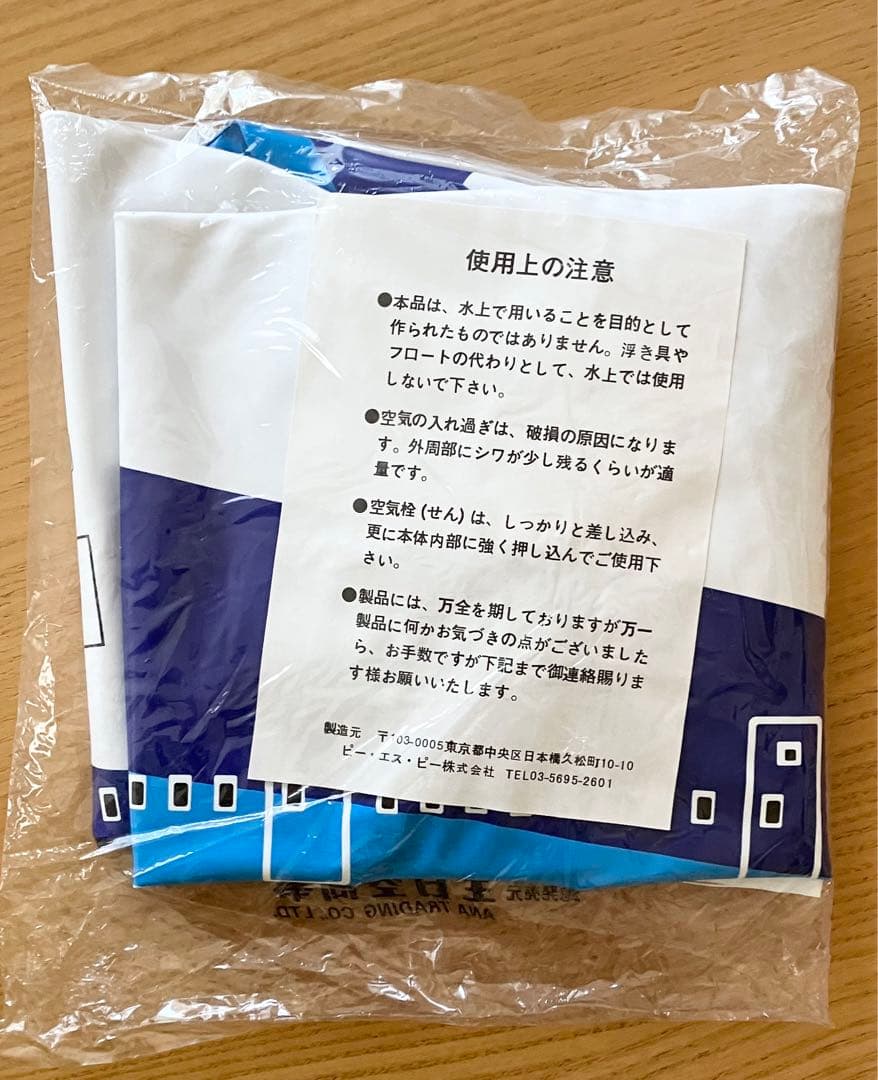 使用上の注意
●本品は、水上で用いることを目的として
作られたものではありません。浮き具や
フロートの代わりとして、水上では使用
しないで下さい。
●空気の入れ過ぎは、破損の原因になりま
す。外周部にシワが少し残るくらいが適
量です。
●空気栓(せん)は、しっかりと差し込み、
更に本体内部に強く押し込んでご使用下
さい。
●製品には、万全を期しておりますが万一
製品に何かお気づきの点がございました
ら、お手数ですが下記まで御連絡賜りま
す様お願いいたします。
製造元 〒103-0005東京都中央区日本橋久松町10-10
ピー・エス・ピー株式会社 TEL03-5695-2601
発売元 全日空商事
ANA TRADING CO., LTD.